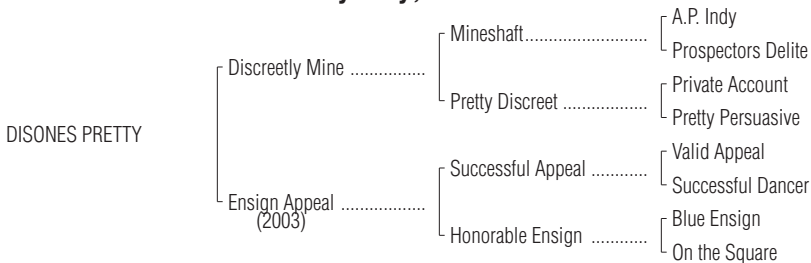 A.P. Indy
Mineshaft..........................
Prospectors Delite
Discreetly Mine ................
Private Account
Pretty Discreet ..................
Pretty Persuasive
DISONES PRETTY
Valid Appeal
Successful Appeal ............
Successful Dancer
Ensign Appeal ..................
(2003)
Blue Ensign
Honorable Ensign ............
On the Square